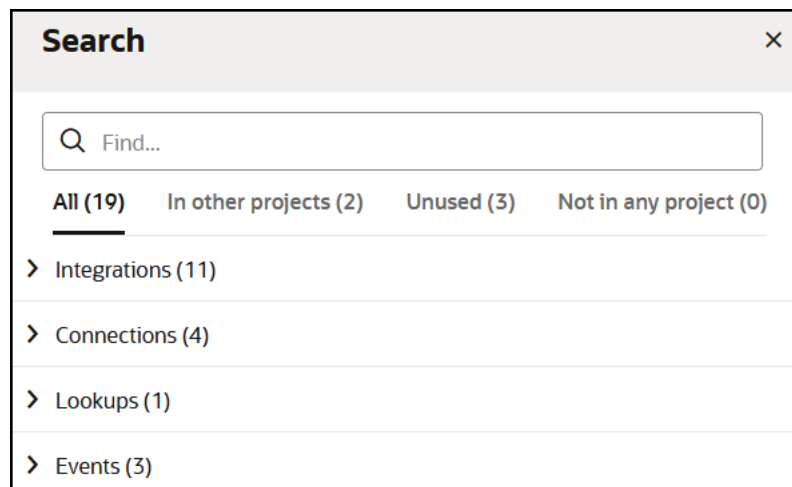 Search
Find...
All (19) In other projects (2) Unused (3) Not in any project (0)
Integrations (11)
Connections (4)
Lookups (1)
Events (3)